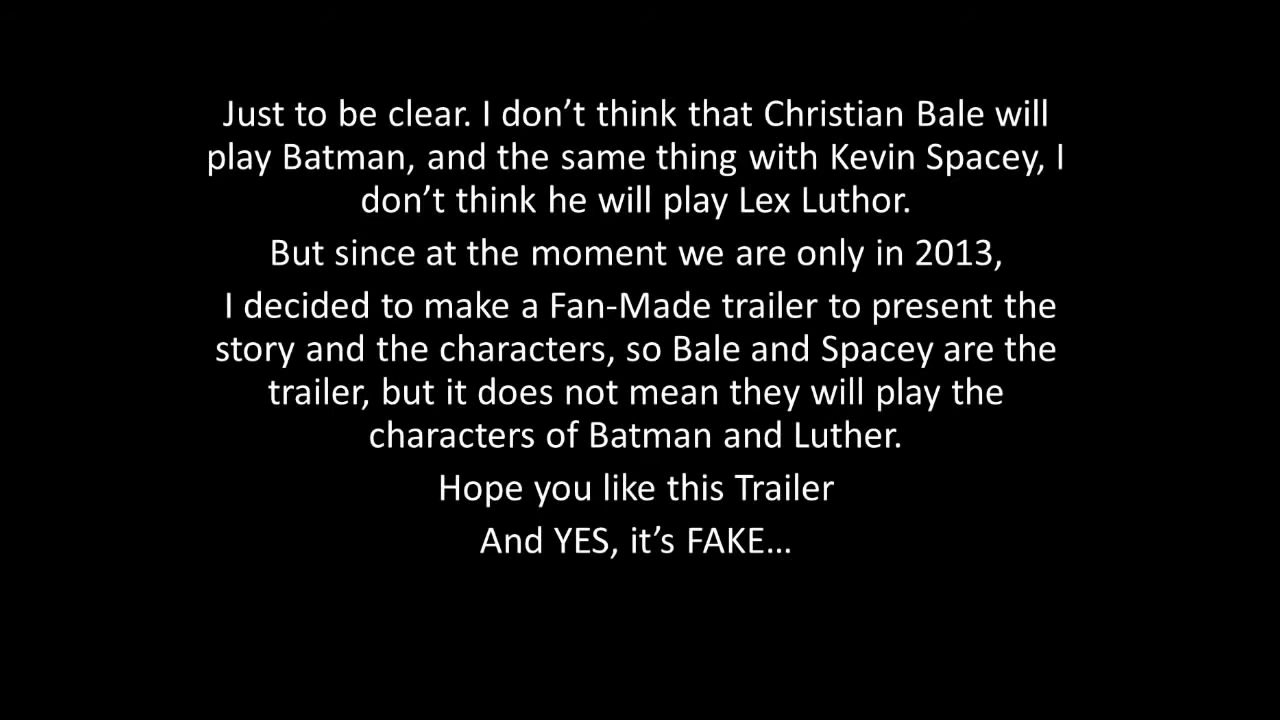 Just to be clear. I don’t think that Christian Bale will
play Batman, and the same thing with Kevin Spacey, I
don’t think he will play Lex Luthor.
But since at the moment we are only in 2013,
I decided to make a Fan-Made trailer to present the
story and the characters, so Bale and Spacey are the
trailer, but it does not mean they will play the
characters of Batman and Luther.
Hope you like this Trailer
And YES, it’s FAKE…